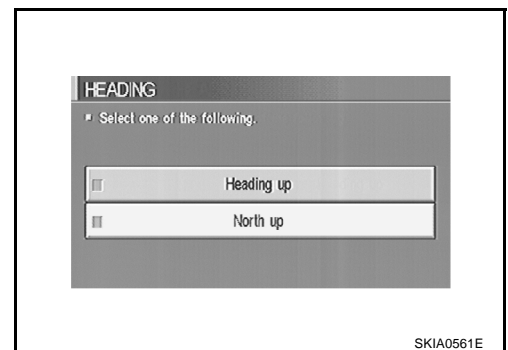 HEADING
Select one of the following.
Heading up
North up
SKIA0561E